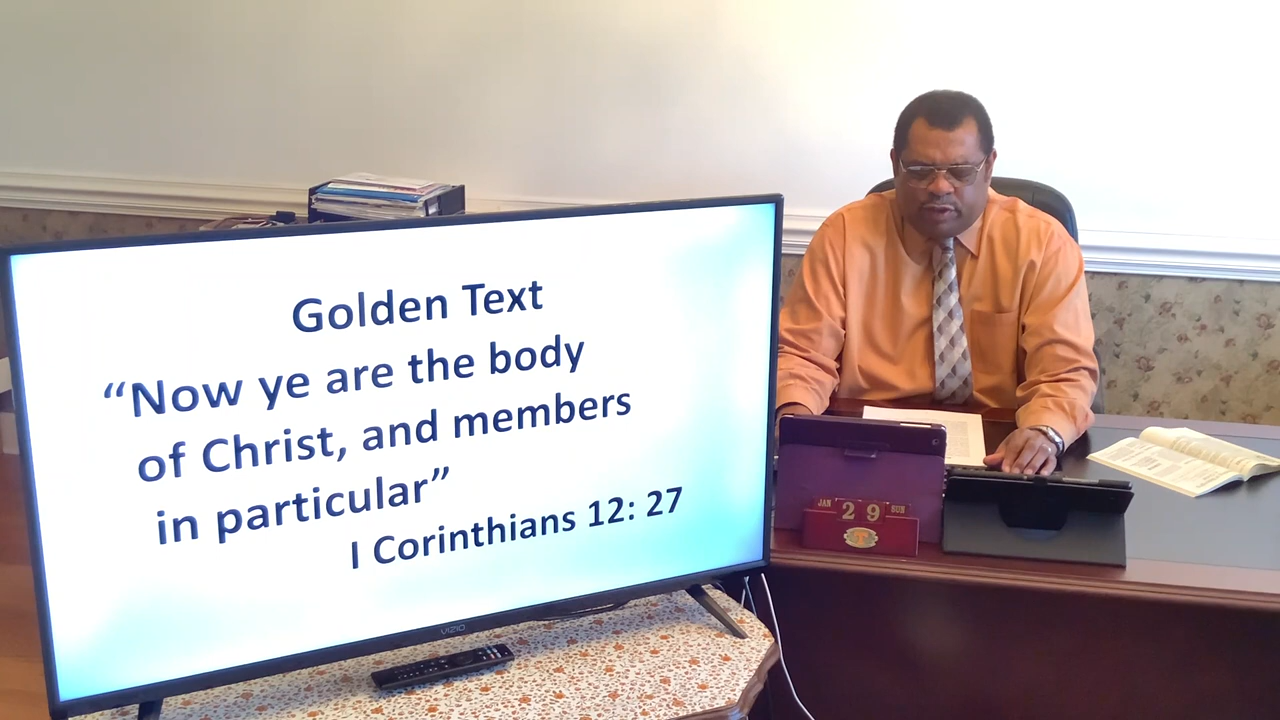 Golden Text
“Now ye are the body
of Christ, and members
in particular”
I Corinthians 12: 27
VIZIO
JAN 29 SUN
T